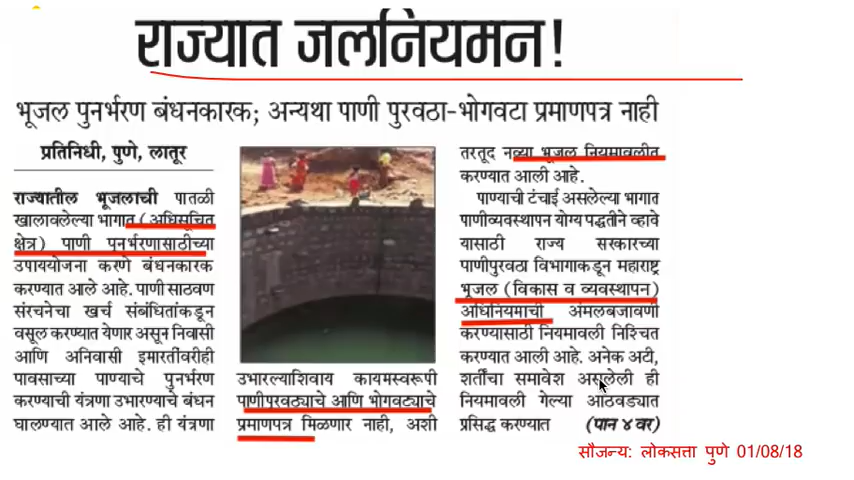 राज्यात जलनियमन!
भूजल पुनर्भरण बंधनकारक; अन्यथा पाणी पुरवठा-भोगवटा प्रमाणपत्र नाही
प्रतिनिधी, पुणे, लातूर
राज्यातील भूजलाची पातळी
खालावलेल्या भागात (अधिसूचित
क्षेत्र) पाणी पुनर्भरणासाठीच्या
उपाययोजना करणे बंधनकारक
करण्यात आले आहे. पाणी साठवण
संरचनेचा खर्च संबंधितांकडून
वसूल करण्यात येणार असून निवासी
आणि अनिवासी इमारतींवरीही
पावसाच्या पाण्याचे पुनर्भरण
करण्याची यंत्रणा उभारण्याचे बंधन
घालण्यात आले आहे. ही यंत्रणा
उभारल्याशिवाय कायमस्वरूपी
पाणीपुरवठ्याचे आणि भोगवट्याचे
प्रमाणपत्र मिळणार नाही, अशी
तरतूद नव्या भूजल नियमावलीत
करण्यात आली आहे.
पाण्याची टंचाई असलेल्या भागात
पाणीव्यवस्थापन योग्य पद्धतीने व्हावे
यासाठी राज्य सरकारच्या
पाणीपुरवठा विभागाकडून महाराष्ट्र
भूजल (विकास व व्यवस्थापन)
अधिनियमाची अंमलबजावणी
करण्यासाठी नियमावली निश्चित
करण्यात आली आहे. अनेक अटी,
शर्तींचा समावेश असलेली ही
नियमावली गेल्या आठवड्यात
प्रसिद्ध करण्यात (पान ४ वर)
सौजन्य: लोकसत्ता पुणे 01/08/18